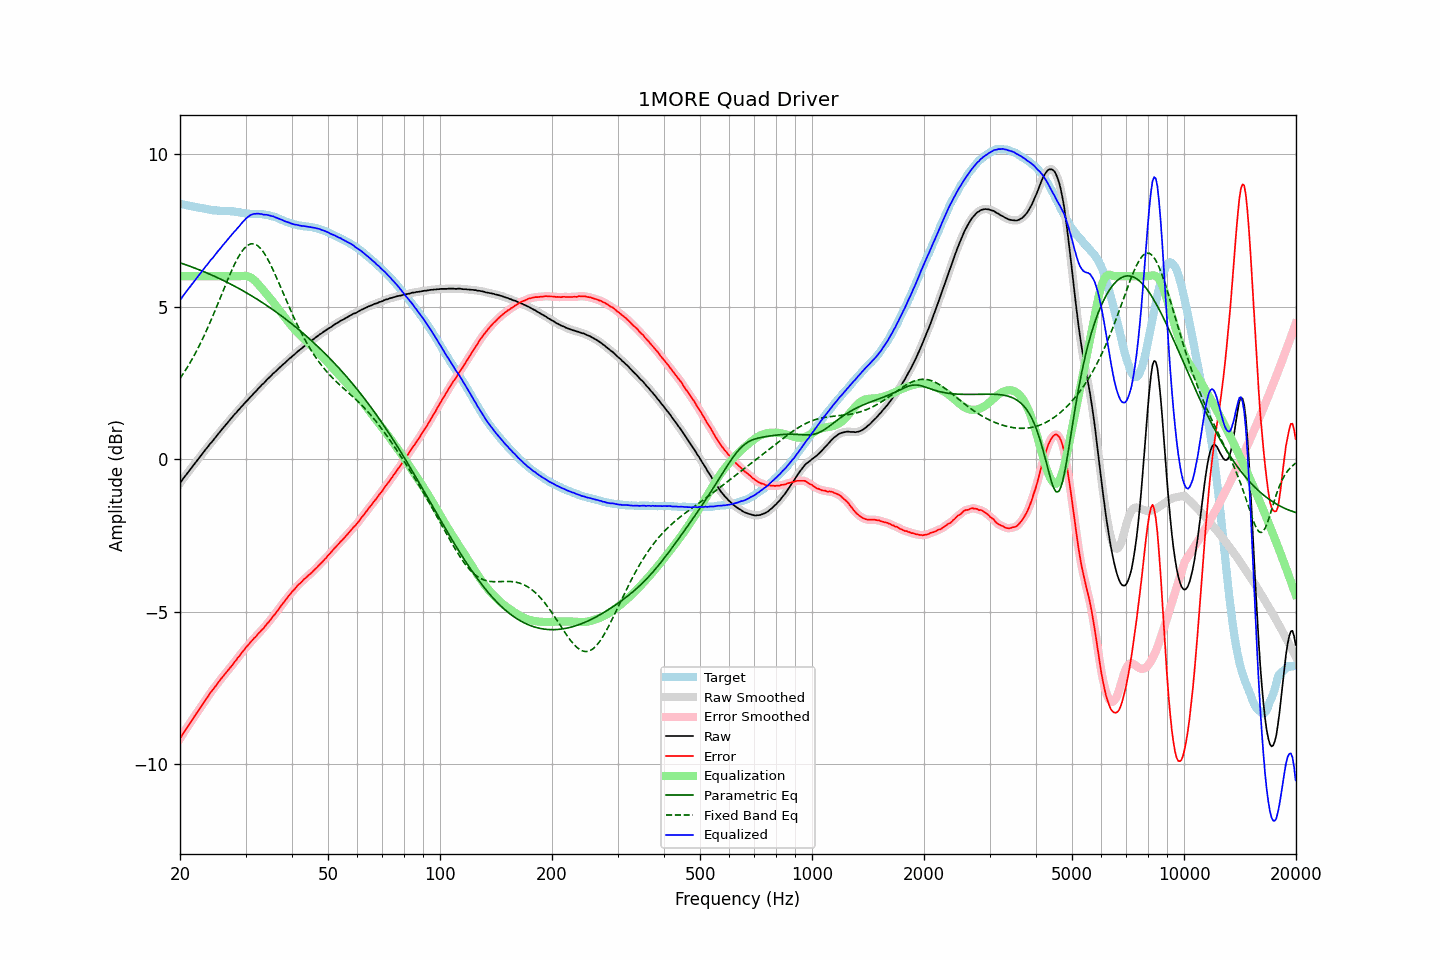 1MORE Quad Driver
Amplitude (dBr)
10
5
0
−5
−10
Target
Raw Smoothed
Error Smoothed
Raw
Error
Equalization
Parametric Eq
Fixed Band Eq
Equalized
20 50 100 200 500 1000 2000 5000 10000 20000
Frequency (Hz)